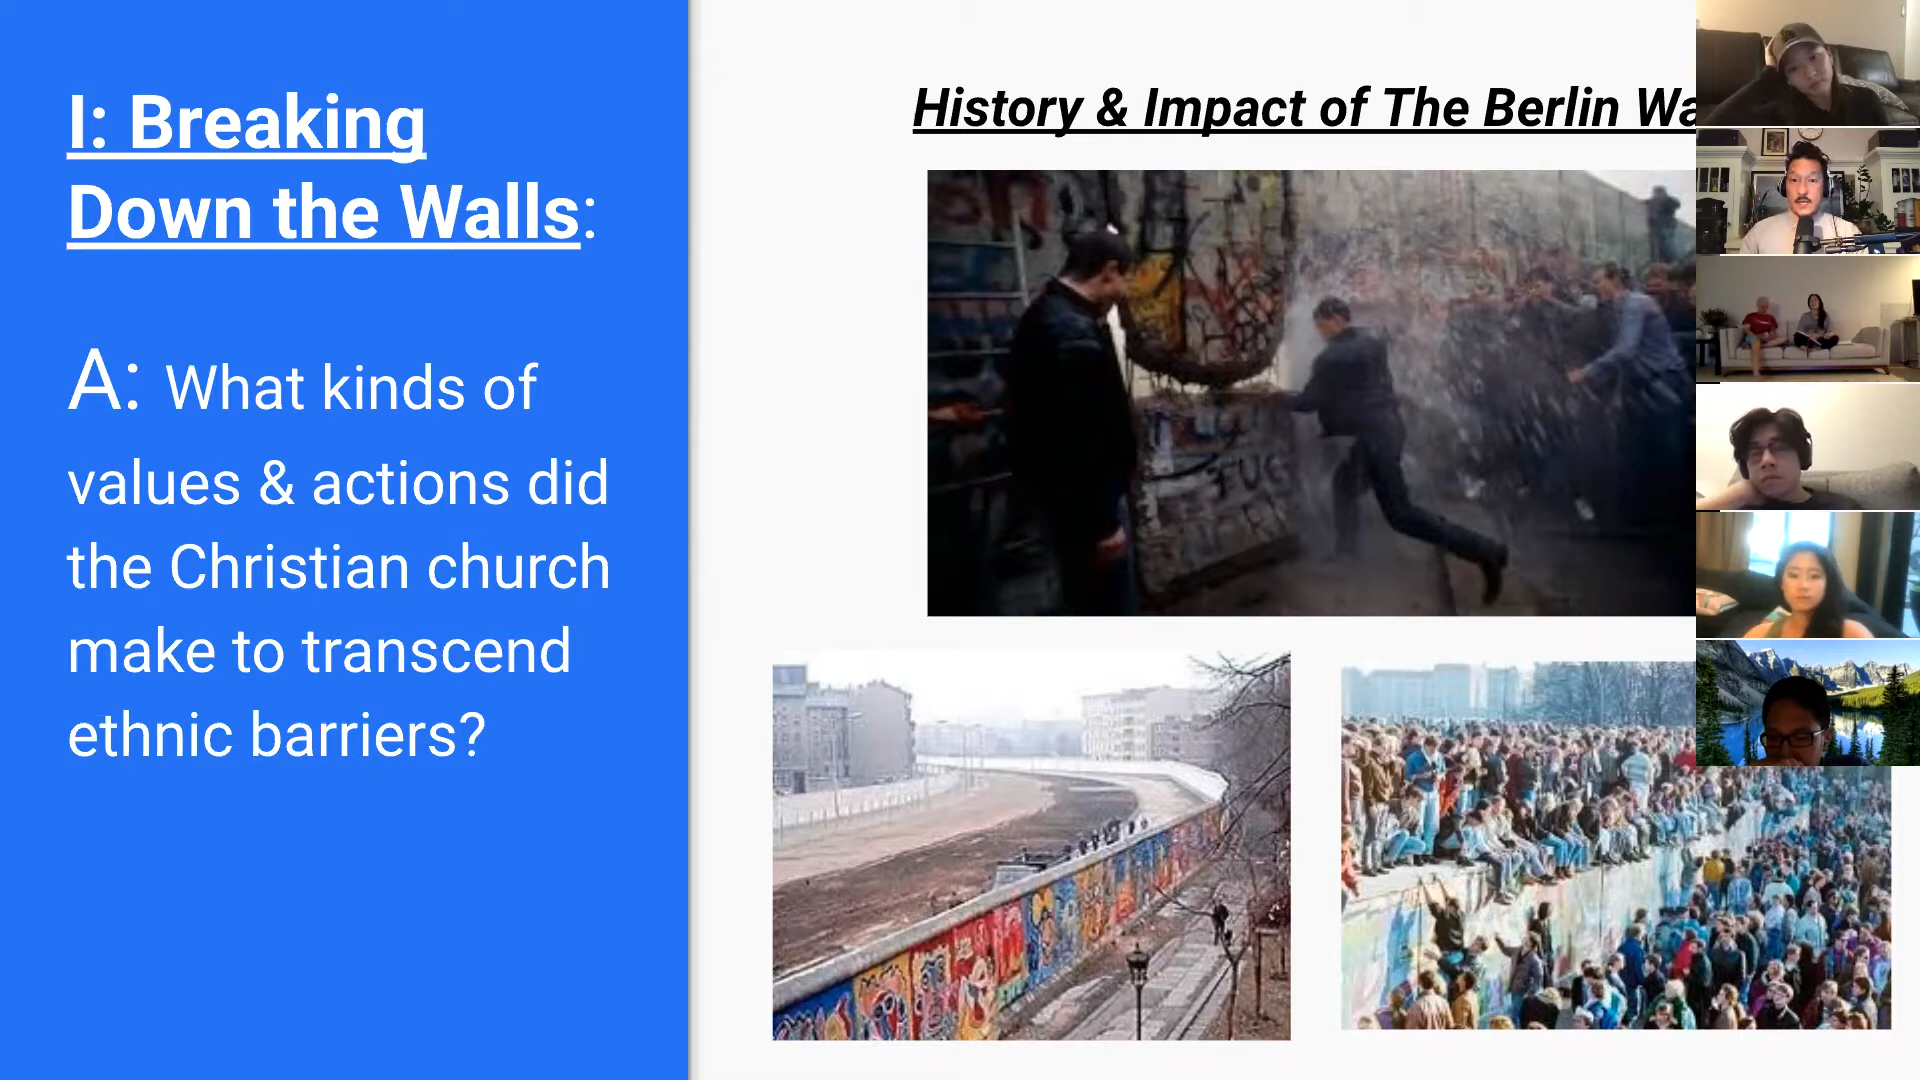 I: Breaking
Down the Walls:
A: What kinds of
values & actions did
the Christian church
make to transcend
ethnic barriers?
History & Impact of The Berlin Wa